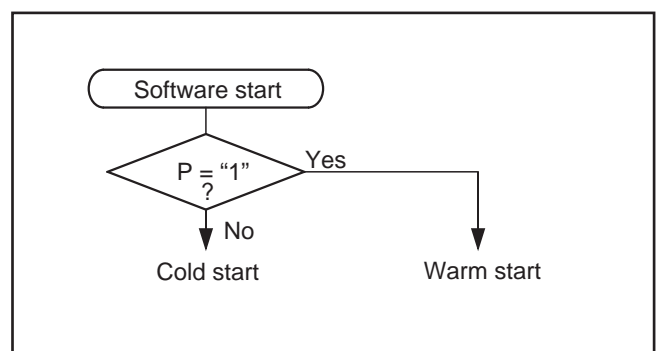 Software start
P = “1”
?
Yes
No
Cold start
Warm start